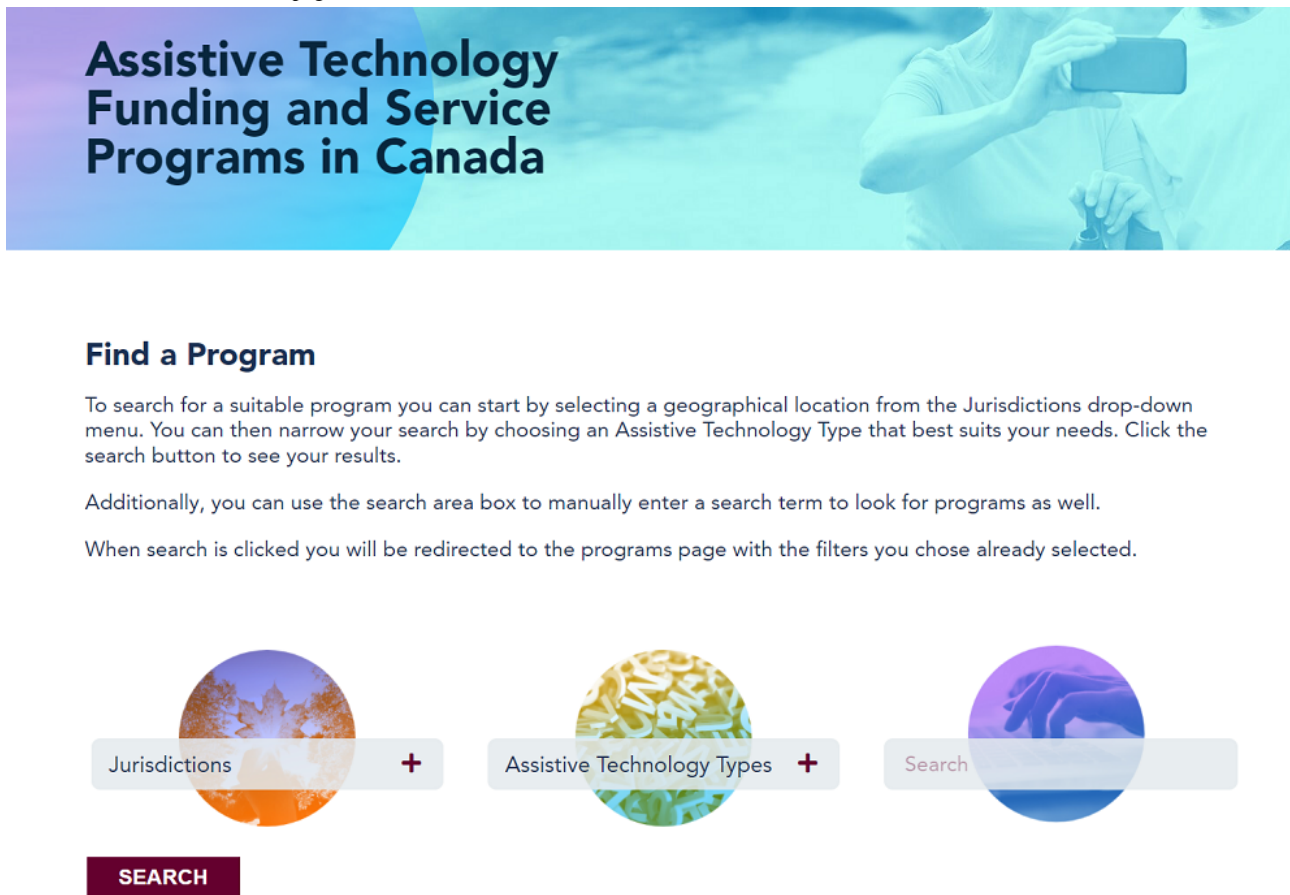 Assistive Technology
Funding and Service
Programs in Canada
Find a Program
To search for a suitable program you can start by selecting a geographical location from the Jurisdictions drop-down
menu. You can then narrow your search by choosing an Assistive Technology Type that best suits your needs. Click the
search button to see your results.
Additionally, you can use the search area box to manually enter a search term to look for programs as well.
When search is clicked you will be redirected to the programs page with the filters you chose already selected.
Jurisdictions +
Assistive Technology Types +
Search
SEARCH